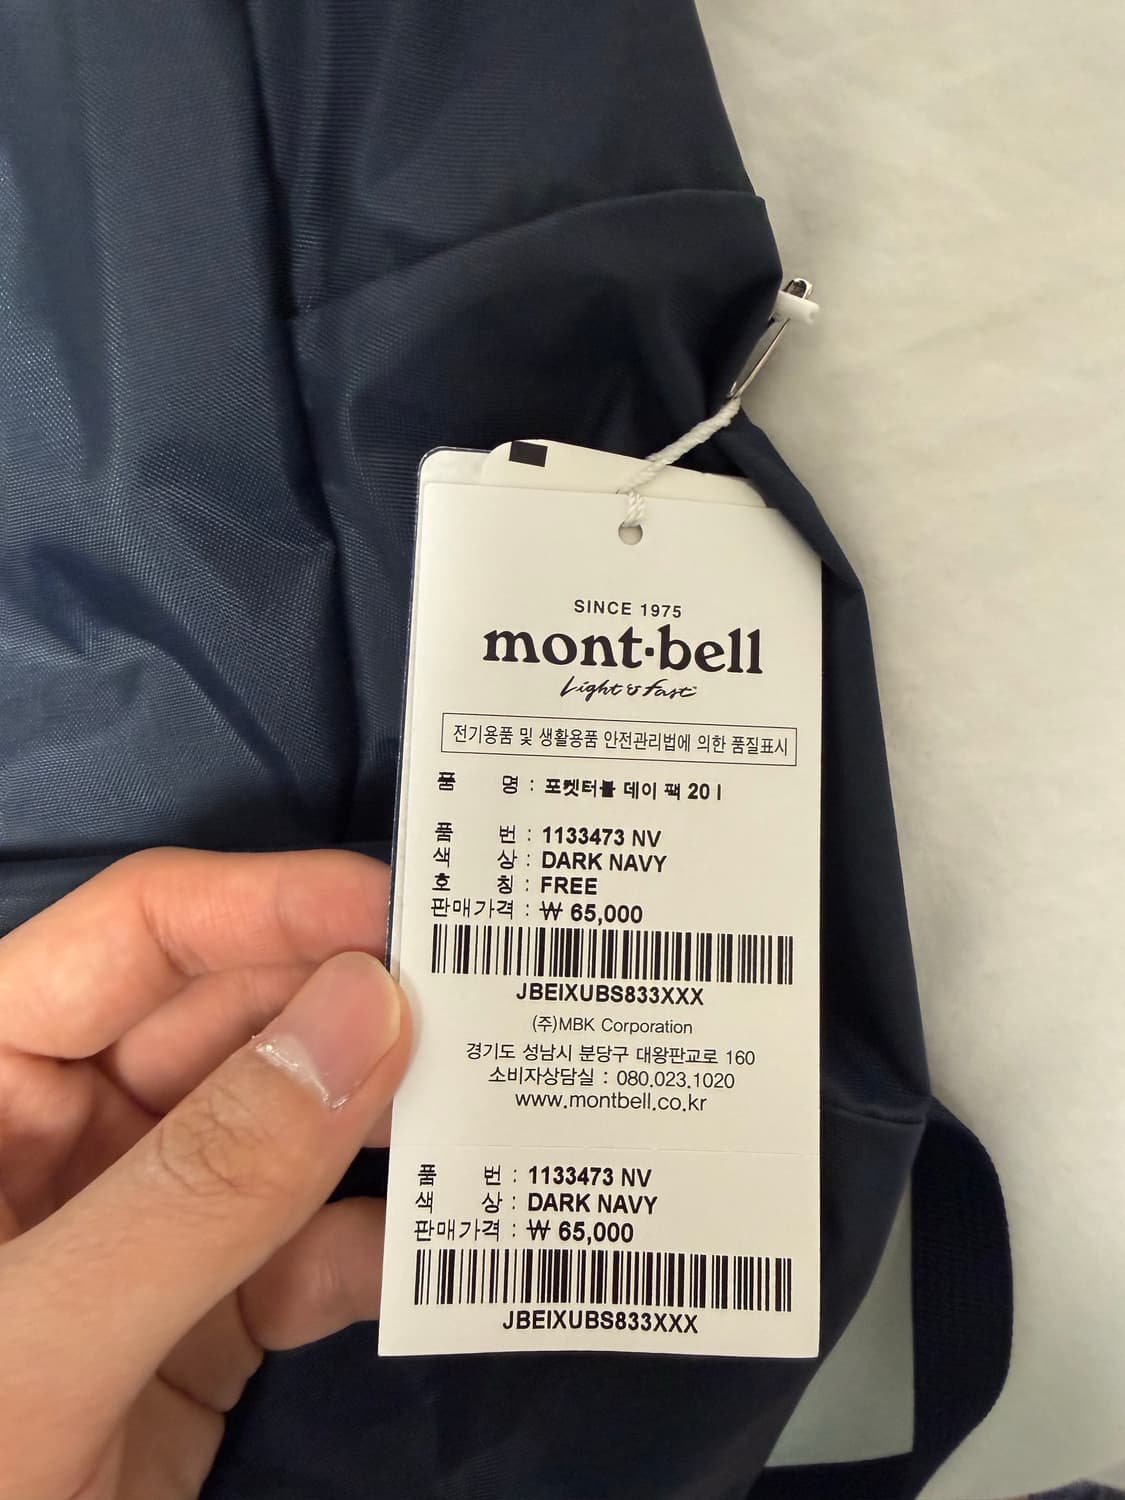 SINCE 1975
mont·bell
Light & Fast
전기용품 및 생활용품 안전관리법에 의한 품질표시
품 명 : 포켓터블 데이 팩 20 l
품 번 : 1133473 NV
색 상 : DARK NAVY
호 칭 : FREE
판매가격 : ₩ 65,000
JBEIXUBS833XXX
(주)MBK Corporation
경기도 성남시 분당구 대왕판교로 160
소비자상담실 : 080.023.1020
www.montbell.co.kr
품 번 : 1133473 NV
색 상 : DARK NAVY
판매가격 : ₩ 65,000
JBEIXUBS833XXX